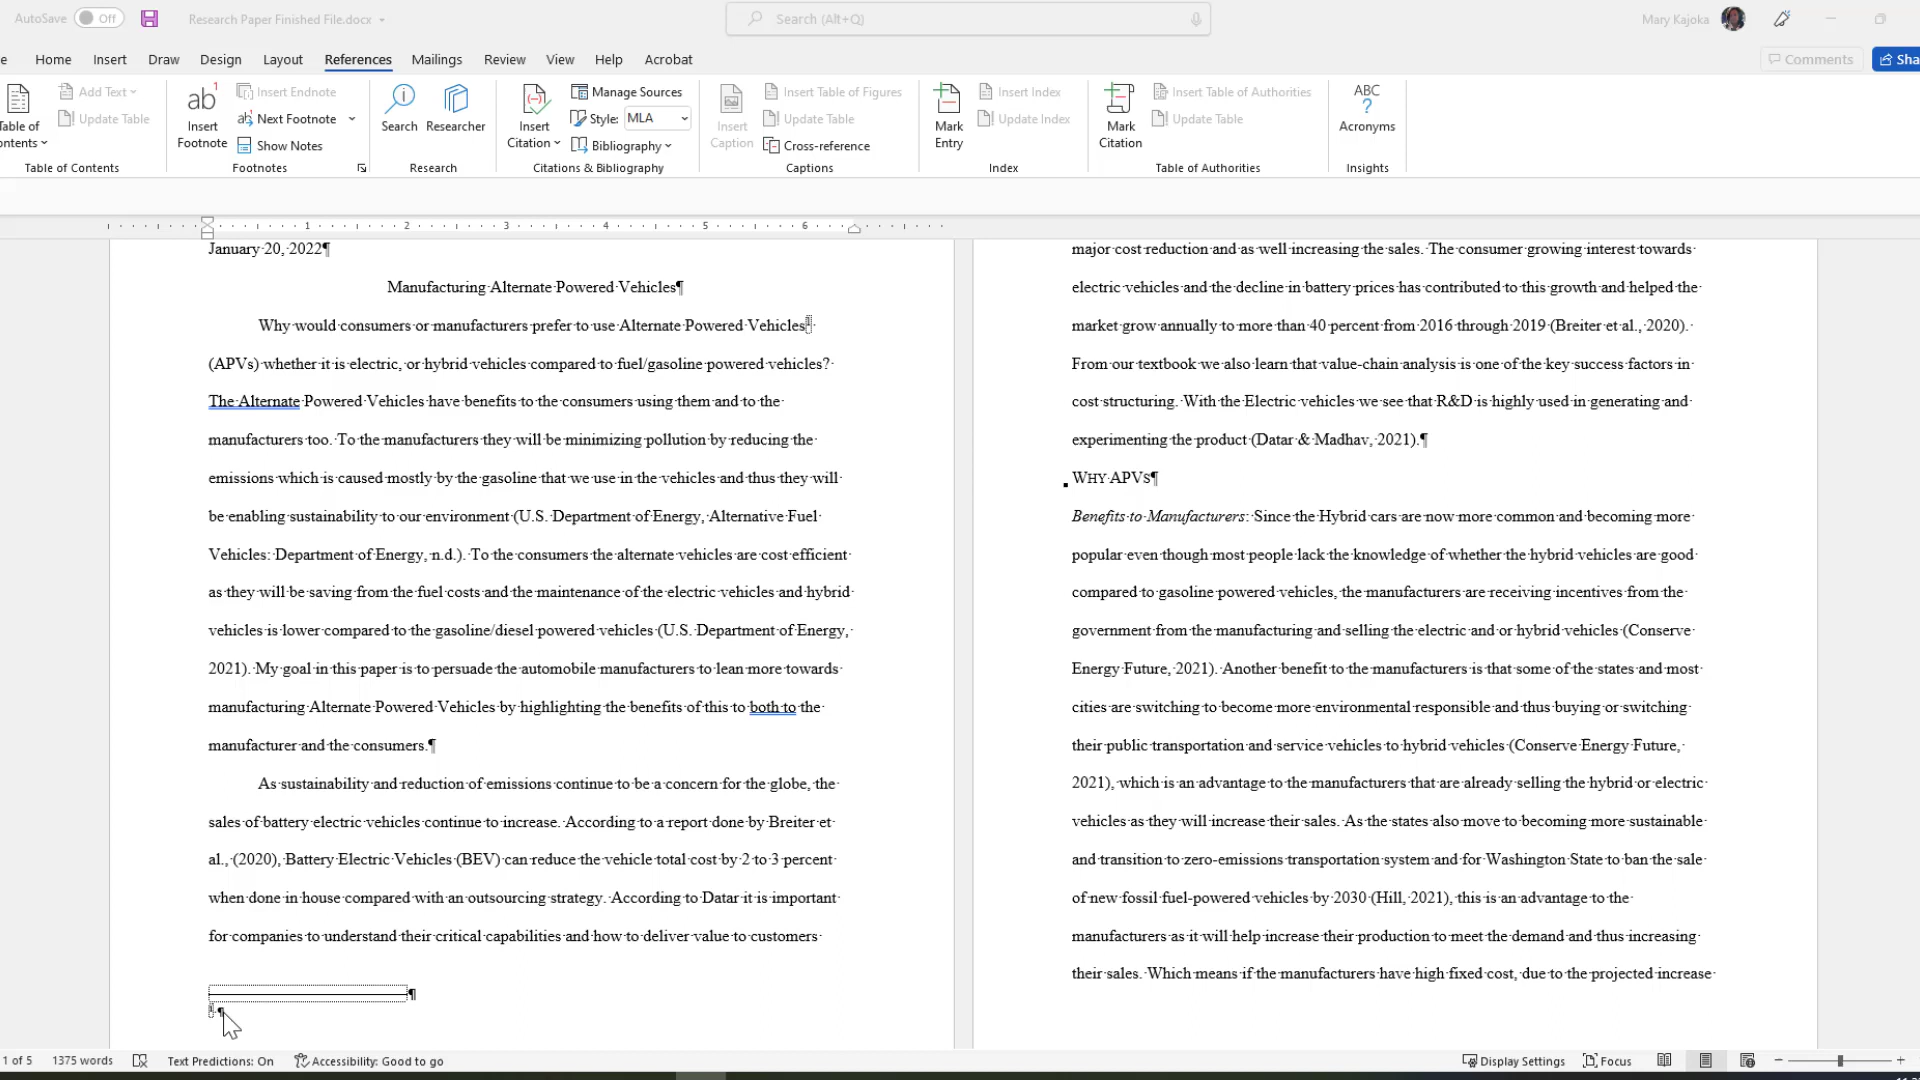 AutoSave Off Research Paper Finished File.docx Search (Alt+Q) Mary Kajoka
Home Insert Draw Design Layout References Mailings Review View Help Acrobat Comments
Add Text
Update Table
Table of Contents
Insert Footnote
Insert Endnote
Next Footnote
Show Notes
Footnotes
Search
Researcher
Research
Insert Citation
Manage Sources
Style: MLA
Bibliography
Citations & Bibliography
Insert Caption
Insert Table of Figures
Update Table
Cross-reference
Captions
Mark Entry
Insert Index
Update Index
Index
Mark Citation
Insert Table of Authorities
Update Table
Table of Authorities
ABC
?
Acronyms
Insights
1 2 3 4 5 6
January 20, 2022¶
Manufacturing Alternate Powered Vehicles¶
Why would consumers or manufacturers prefer to use Alternate Powered Vehicles
(APVs) whether it is electric, or hybrid vehicles compared to fuel/gasoline powered vehicles?
The Alternate Powered Vehicles have benefits to the consumers using them and to the
manufacturers too. To the manufacturers they will be minimizing pollution by reducing the
emissions which is caused mostly by the gasoline that we use in the vehicles and thus they will
be enabling sustainability to our environment (U.S. Department of Energy, Alternative Fuel
Vehicles: Department of Energy, n.d.). To the consumers the alternate vehicles are cost efficient
as they will be saving from the fuel costs and the maintenance of the electric vehicles and hybrid
vehicles is lower compared to the gasoline/diesel powered vehicles (U.S. Department of Energy,
2021). My goal in this paper is to persuade the automobile manufacturers to lean more towards
manufacturing Alternate Powered Vehicles by highlighting the benefits of this to both to the
manufacturer and the consumers.¶
As sustainability and reduction of emissions continue to be a concern for the globe, the
sales of battery electric vehicles continue to increase. According to a report done by Breiter et
al., (2020), Battery Electric Vehicles (BEV) can reduce the vehicle total cost by 2 to 3 percent
when done in house compared with an outsourcing strategy. According to Datar it is important
for companies to understand their critical capabilities and how to deliver value to customers
¶
¶
major cost reduction and as well increasing the sales. The consumer growing interest towards
electric vehicles and the decline in battery prices has contributed to this growth and helped the
market grow annually to more than 40 percent from 2016 through 2019 (Breiter et al., 2020).
From our textbook we also learn that value-chain analysis is one of the key success factors in
cost structuring. With the Electric vehicles we see that R&D is highly used in generating and
experimenting the product (Datar & Madhav, 2021).¶
WHY APVS¶
Benefits to Manufacturers: Since the Hybrid cars are now more common and becoming more
popular even though most people lack the knowledge of whether the hybrid vehicles are good
compared to gasoline powered vehicles, the manufacturers are receiving incentives from the
government from the manufacturing and selling the electric and or hybrid vehicles (Conserve
Energy Future, 2021). Another benefit to the manufacturers is that some of the states and most
cities are switching to become more environmental responsible and thus buying or switching
their public transportation and service vehicles to hybrid vehicles (Conserve Energy Future,
2021), which is an advantage to the manufacturers that are already selling the hybrid or electric
vehicles as they will increase their sales. As the states also move to becoming more sustainable
and transition to zero-emissions transportation system and for Washington State to ban the sale
of new fossil fuel-powered vehicles by 2030 (Hill, 2021), this is an advantage to the
manufacturers as it will help increase their production to meet the demand and thus increasing
their sales. Which means if the manufacturers have high fixed cost, due to the projected increase
1 of 5 1375 words Text Predictions: On Accessibility: Good to go Display Settings Focus